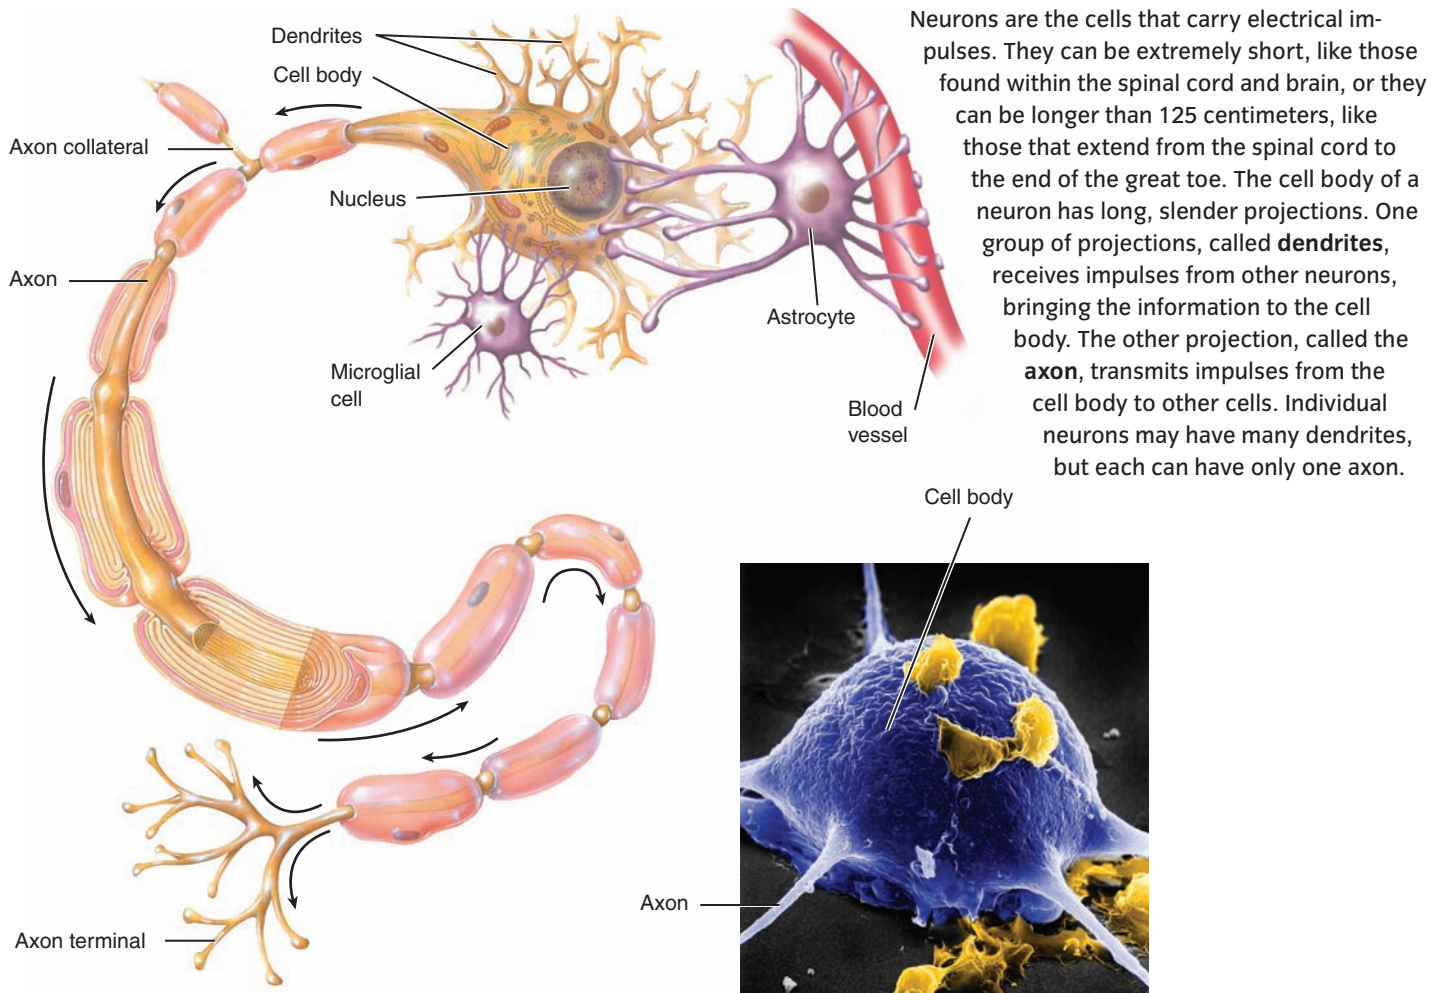 Neurons are the cells that carry electrical im-
pulses. They can be extremely short, like those
found within the spinal cord and brain, or they
can be longer than 125 centimeters, like
those that extend from the spinal cord to
the end of the great toe. The cell body of a
neuron has long, slender projections. One
group of projections, called dendrites,
receives impulses from other neurons,
bringing the information to the cell
body. The other projection, called the
axon, transmits impulses from the
cell body to other cells. Individual
neurons may have many dendrites,
but each can have only one axon.
Dendrites
Cell body
Axon collateral
Nucleus
Axon
Astrocyte
Microglial
cell
Blood
vessel
Cell body
Axon
Axon terminal